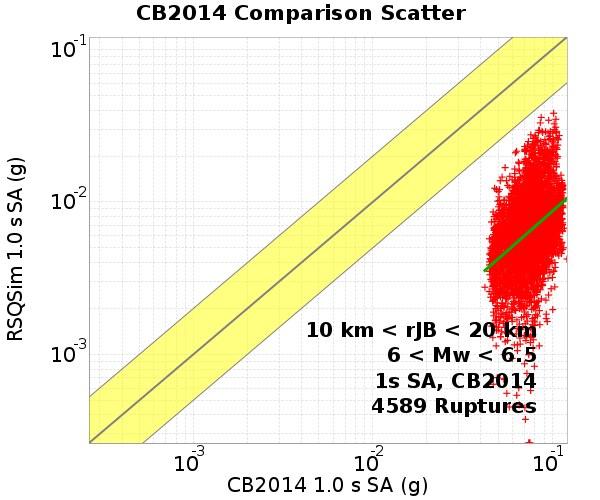 CB2014 Comparison Scatter
10-1
10-2
10-3
RSQSim 1.0 s SA (g)
10 km < rJB < 20 km
6 < Mw < 6.5
1s SA, CB2014
4589 Ruptures
10-3
10-2
10-1
CB2014 1.0 s SA (g)